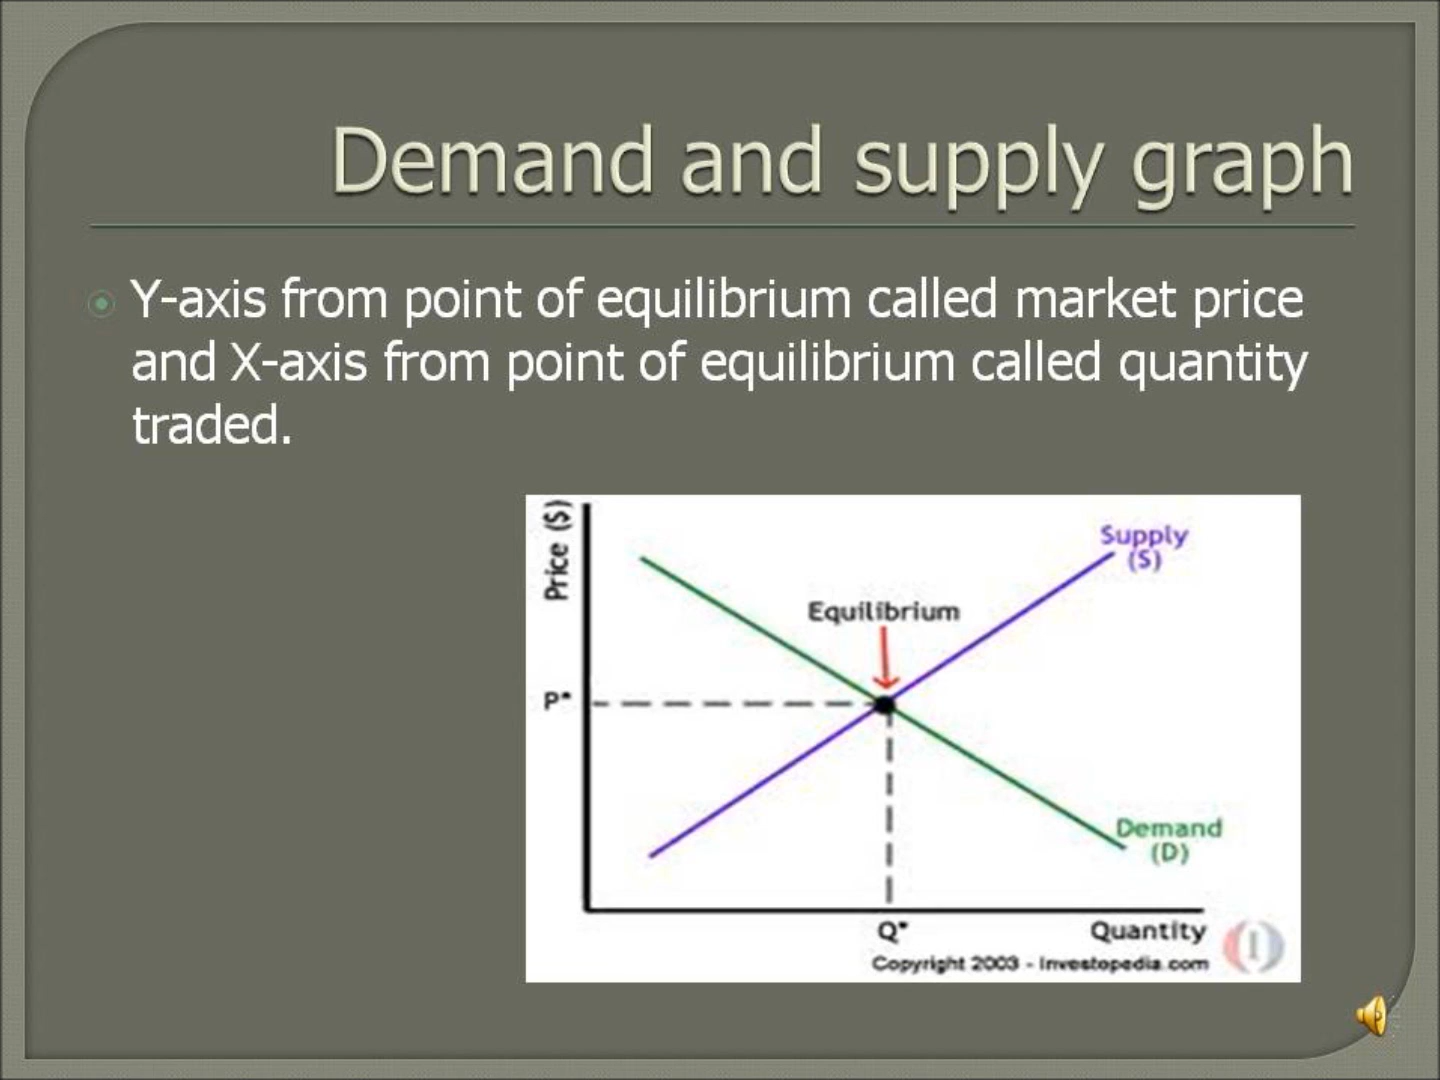 Demand and supply graph
Y-axis from point of equilibrium called market price
and X-axis from point of equilibrium called quantity
traded.
Price ($)
Supply
(S)
Equilibrium
P*
Demand
(D)
Q*
Quantity
Copyright 2003 - Investopedia.com